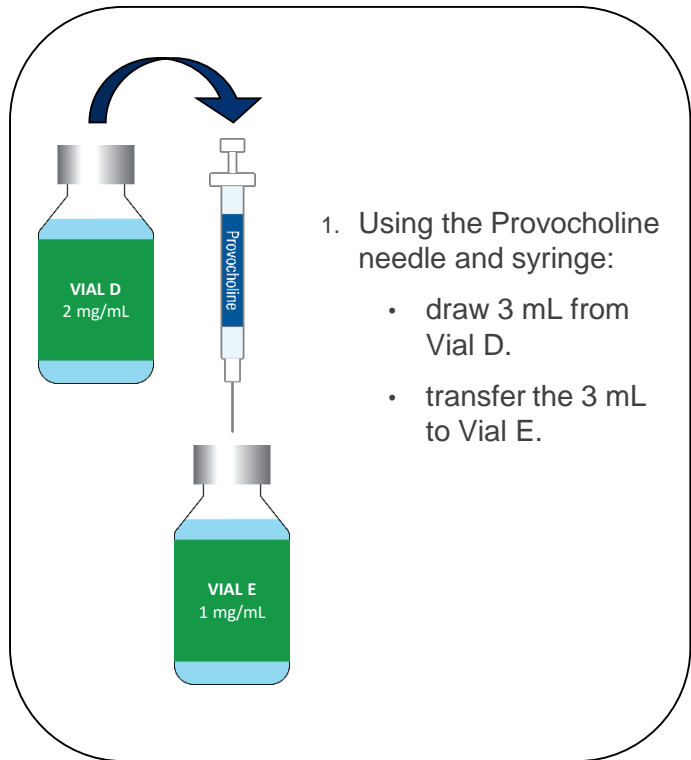 VIAL D
2 mg/mL
Provocholine
VIAL E
1 mg/mL
1. Using the Provocholine
needle and syringe:
• draw 3 mL from
Vial D.
• transfer the 3 mL
to Vial E.